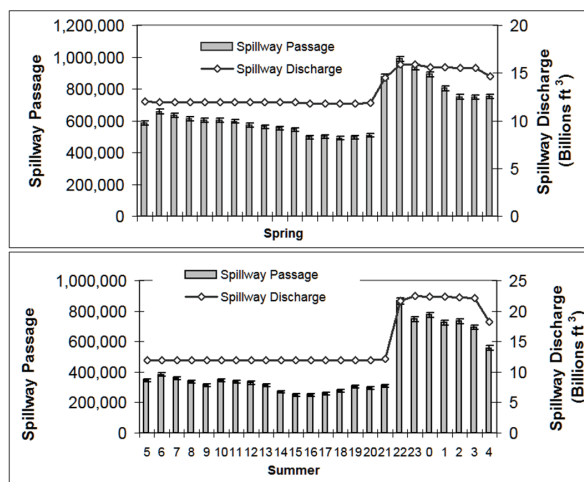 1,200,000
1,000,000
800,000
600,000
400,000
200,000
0
Spillway Passage
Spillway Passage
Spillway Discharge
20
15
10
5
0
Spillway Discharge
(Billions ft³)
Spring
1,000,000
800,000
600,000
400,000
200,000
0
Spillway Passage
Spillway Passage
Spillway Discharge
25
20
15
10
5
0
Spillway Discharge
(Billions ft³)
5 6 7 8 9 10 11 12 13 14 15 16 17 18 19 20 21 22 23 0 1 2 3 4
Summer